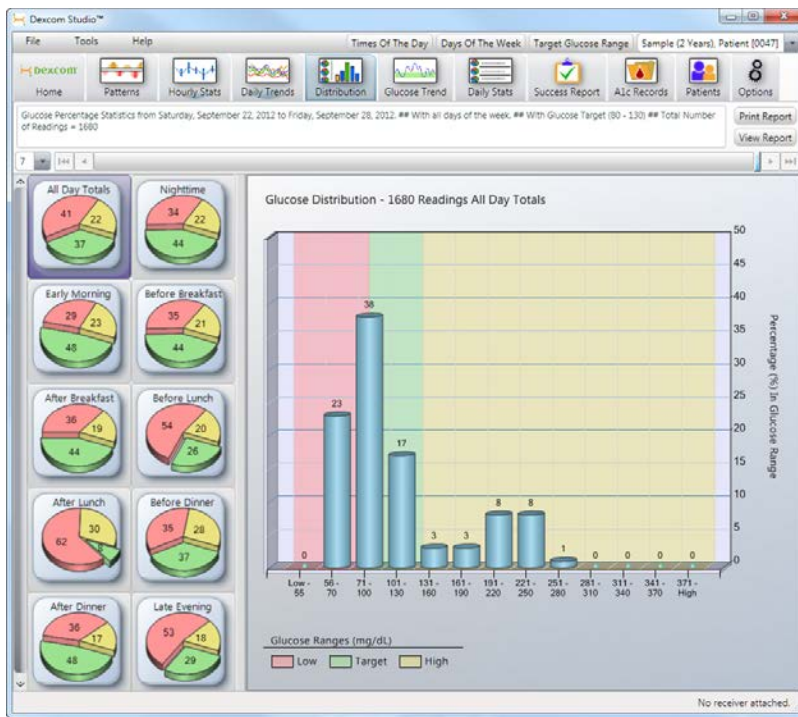 Dexcom Studio™
File Tools Help
Times Of The Day Days Of The Week Target Glucose Range Sample (2 Years), Patient [0047]
DEXCOM
Home Patterns Hourly Stats Daily Trends Distribution Glucose Trend Daily Stats Success Report A1c Records Patients Options
Glucose Percentage Statistics from Saturday, September 22, 2012 to Friday, September 28, 2012. ## With all days of the week. ## With Glucose Target (80 - 130) ## Total Number
of Readings = 1680
Print Report
View Report
7
All Day Totals
41 22
37
Nighttime
34 22
44
Early Morning
29 23
48
Before Breakfast
35 21
44
After Breakfast
36 19
44
Before Lunch
54 20
26
After Lunch
30
62 8
Before Dinner
35 28
37
After Dinner
36 17
48
Late Evening
53 18
29
Glucose Distribution - 1680 Readings All Day Totals
50
45
40
35
30
25
20
15
10
5
0
Percentage (%) In Glucose Range
0 23 38 17 3 3 8 8 1 0 0 0 0
Low - 56 - 71 - 101 - 131 - 161 - 191 - 221 - 251 - 281 - 311 - 341 - 371 -
55 70 100 130 160 190 220 250 280 310 340 370 High
Glucose Ranges (mg/dL)
Low Target High
No receiver attached.